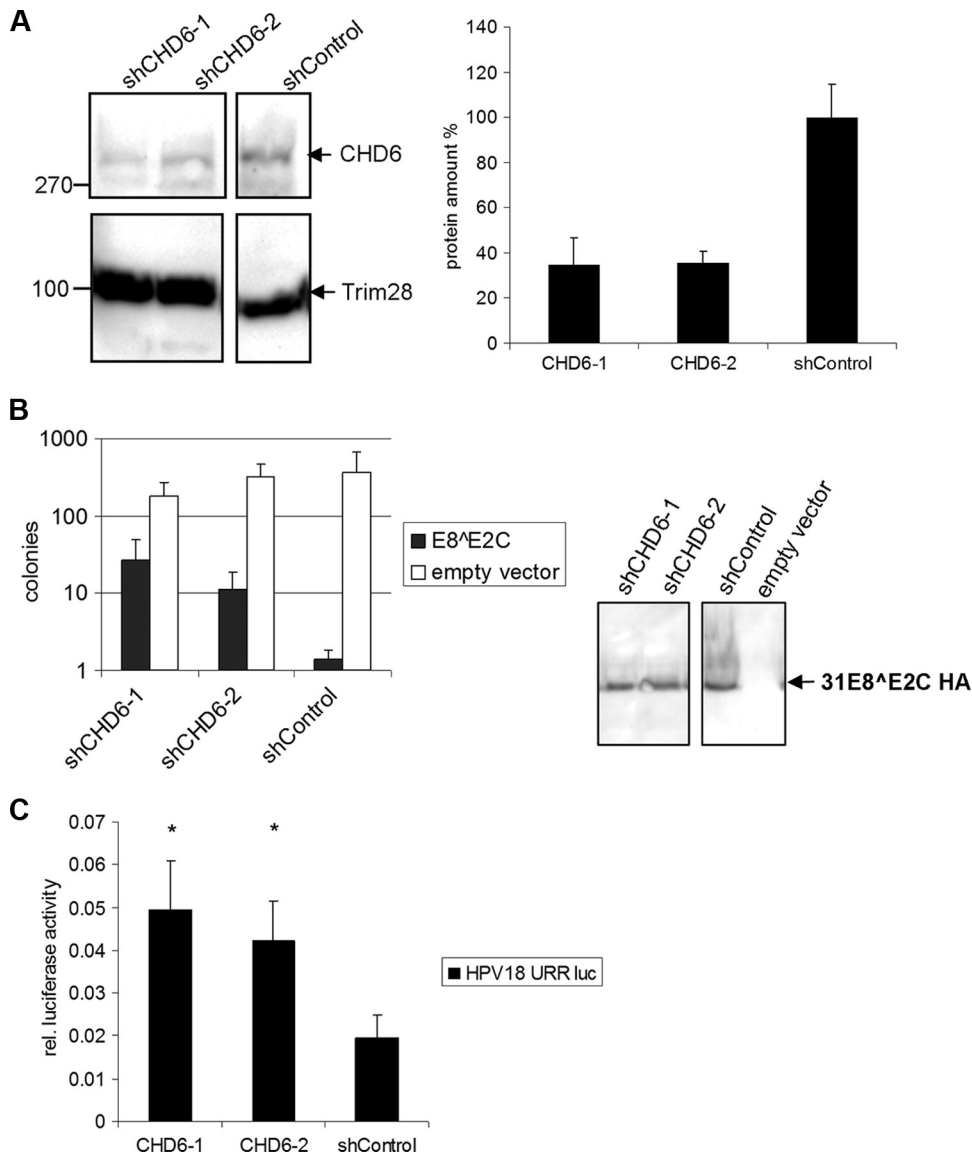 A
shCHD6-1
shCHD6-2
shControl
CHD6
270
100
Trim28
protein amount %
140
120
100
80
60
40
20
0
CHD6-1
CHD6-2
shControl
B
colonies
1000
100
10
1
shCHD6-1
shCHD6-2
shControl
E8^E2C
empty vector
shCHD6-1
shCHD6-2
shControl
empty vector
31E8^E2C HA
C
rel. luciferase activity
0.07
0.06
0.05
0.04
0.03
0.02
0.01
0
*
*
CHD6-1
CHD6-2
shControl
HPV18 URR luc